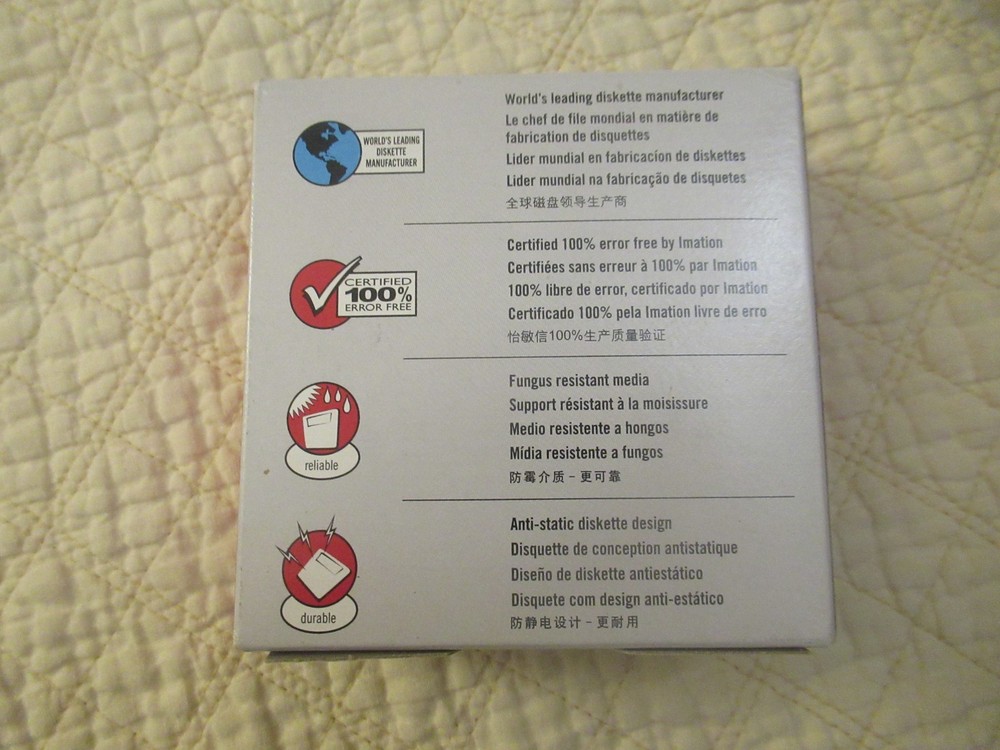 WORLD'S LEADING
DISKETTE
MANUFACTURER
World's leading diskette manufacturer
Le chef de file mondial en matière de
fabrication de disquettes
Lider mundial en fabricacíon de diskettes
Lider mundial na fabricação de disquetes
全球磁盘领导生产商
CERTIFIED
100%
ERROR FREE
Certified 100% error free by Imation
Certifiées sans erreur à 100% par Imation
100% libre de error, certificado por Imation
Certificado 100% pela Imation livre de erro
怡敏信100%生产质量验证
reliable
Fungus resistant media
Support résistant à la moisissure
Medio resistente a hongos
Mídia resistente a fungos
防霉介质－更可靠
durable
Anti-static diskette design
Disquette de conception antistatique
Diseño de diskette antiestático
Disquete com design anti-estático
防静电设计－更耐用